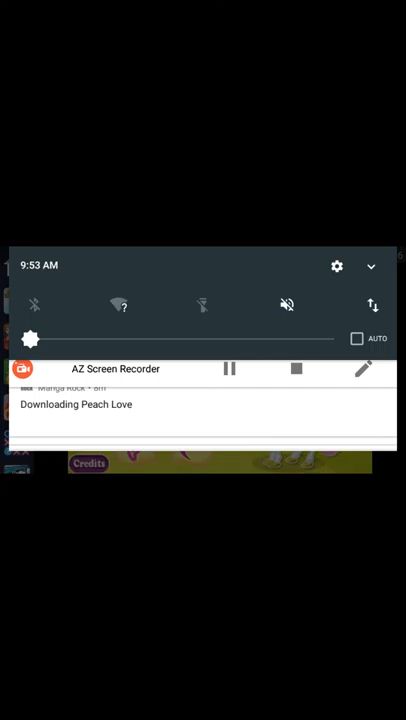 9:53 AM
?
AUTO
AZ Screen Recorder
Manga Rock • 8m
Downloading Peach Love
Credits